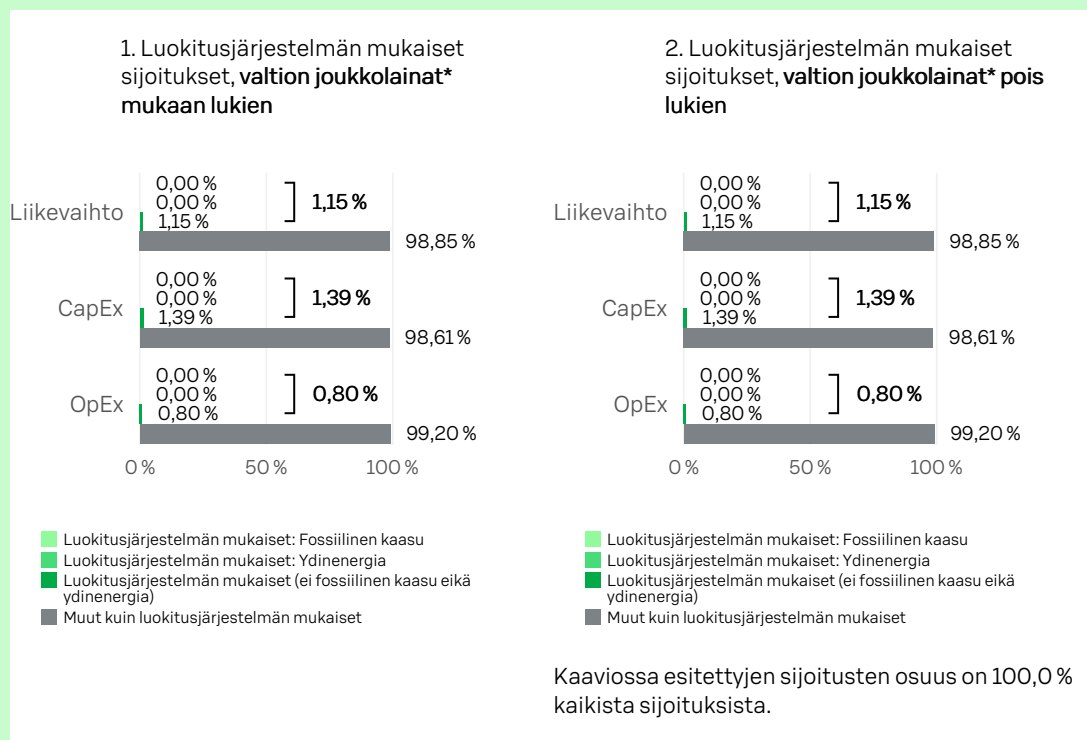 1. Luokitusjärjestelmän mukaiset
sijoitukset, valtion joukkolainat*
mukaan lukien
0,00 %
0,00 %
Liikevaihto
1,15 %
1,15 %
98,85 %
0,00 %
0,00 %
CapEx
1,39 %
1,39 %
98,61 %
0,00 %
0,00 %
OpEx
0,80 %
0,80 %
99,20 %
0 %
50 %
100 %
Luokitusjärjestelmän mukaiset: Fossiilinen kaasu
Luokitusjärjestelmän mukaiset: Ydinenergia
Luokitusjärjestelmän mukaiset (ei fossiilinen kaasu eikä
ydinenergia)
Muut kuin luokitusjärjestelmän mukaiset
2. Luokitusjärjestelmän mukaiset
sijoitukset, valtion joukkolainat* pois
lukien
0,00 %
0,00 %
Liikevaihto
1,15 %
1,15 %
98,85 %
0,00 %
0,00 %
CapEx
1,39 %
1,39 %
98,61 %
0,00 %
0,00 %
OpEx
0,80 %
0,80 %
99,20 %
0 %
50 %
100 %
Luokitusjärjestelmän mukaiset: Fossiilinen kaasu
Luokitusjärjestelmän mukaiset: Ydinenergia
Luokitusjärjestelmän mukaiset (ei fossiilinen kaasu eikä
ydinenergia)
Muut kuin luokitusjärjestelmän mukaiset
Kaaviossa esitettyjen sijoitusten osuus on 100,0 %
kaikista sijoituksista.